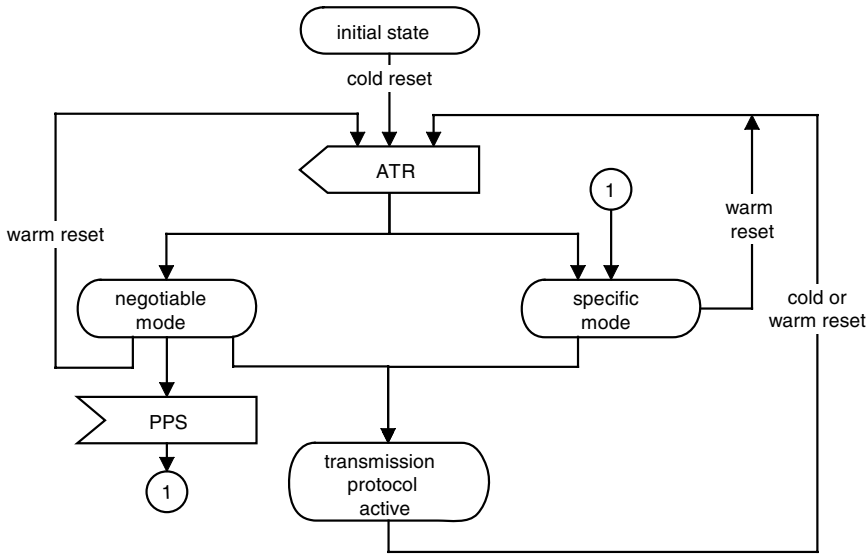 initial state
cold reset
ATR
1
warm reset
warm
reset
negotiable
mode
specific
mode
cold or
warm reset
PPS
1
transmission
protocol
active